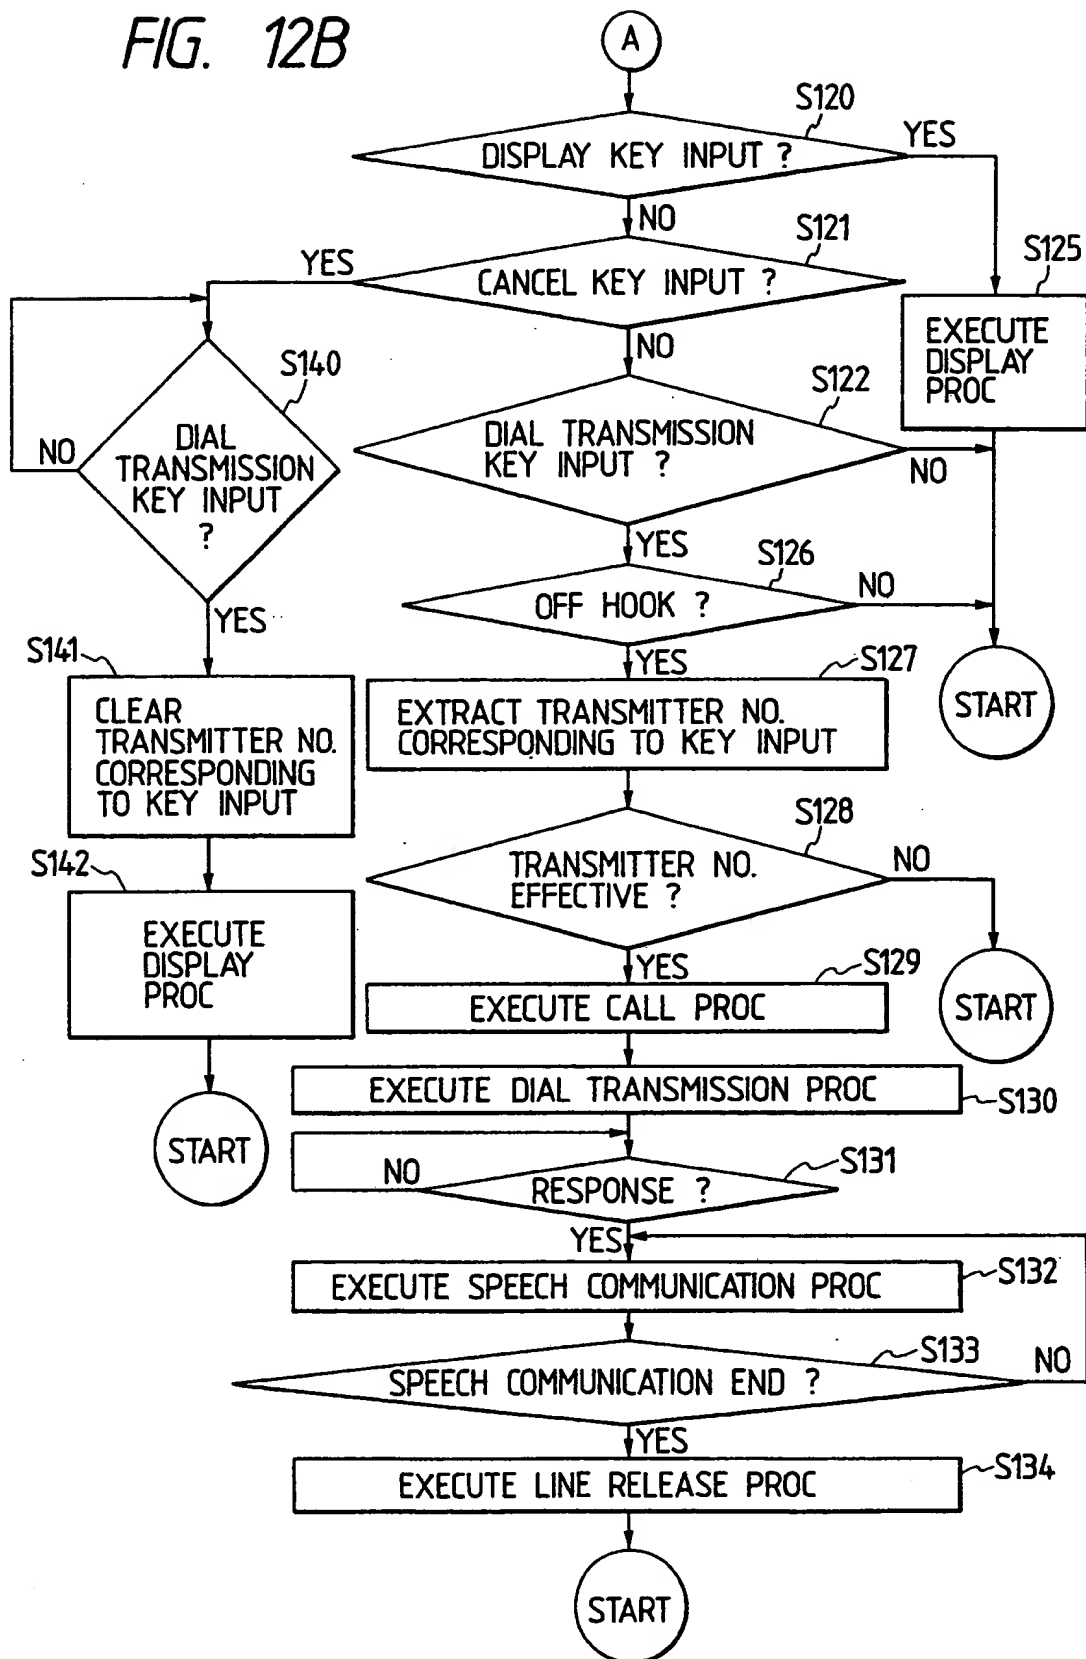 FIG. 12B
A
S120
DISPLAY KEY INPUT ?
YES
NO
S121
CANCEL KEY INPUT ?
YES
NO
S125
EXECUTE
DISPLAY
PROC
S140
DIAL
TRANSMISSION
KEY INPUT
?
NO
YES
S122
DIAL TRANSMISSION
KEY INPUT ?
NO
YES
S126
OFF HOOK ?
NO
YES
START
S141
CLEAR
TRANSMITTER NO.
CORRESPONDING
TO KEY INPUT
S127
EXTRACT TRANSMITTER NO.
CORRESPONDING TO KEY INPUT
S128
TRANSMITTER NO.
EFFECTIVE ?
NO
YES
START
S142
EXECUTE
DISPLAY
PROC
START
S129
EXECUTE CALL PROC
EXECUTE DIAL TRANSMISSION PROC
S130
S131
RESPONSE ?
NO
YES
EXECUTE SPEECH COMMUNICATION PROC
S132
S133
SPEECH COMMUNICATION END ?
NO
YES
EXECUTE LINE RELEASE PROC
S134
START